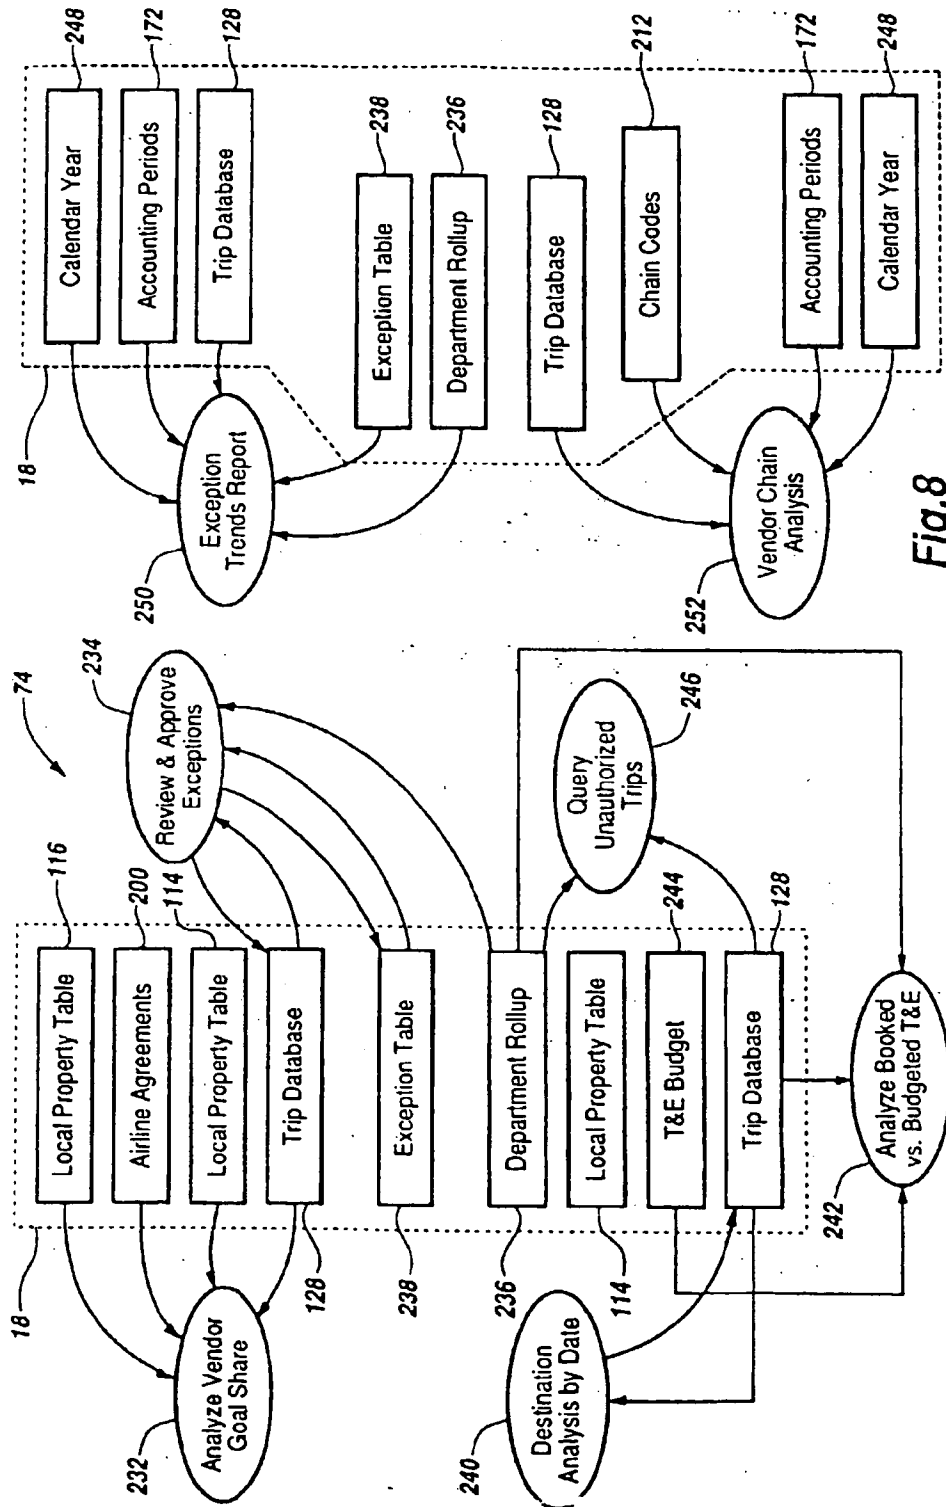 74
18
Local Property Table
116
Airline Agreements
200
Local Property Table
114
Trip Database
128
Exception Table
238
Department Rollup
236
Local Property Table
114
T&E Budget
244
Trip Database
128
Analyze Vendor
Goal Share
232
Review & Approve
Exceptions
234
Destination
Analysis by Date
240
Query
Unauthorized
Trips
246
Analyze Booked
vs. Budgeted T&E
242
18
Calendar Year
248
Accounting Periods
172
Trip Database
128
Exception Table
238
Department Rollup
236
Trip Database
128
Chain Codes
212
Accounting Periods
172
Calendar Year
248
Exception
Trends Report
250
Vendor Chain
Analysis
252
Fig.8